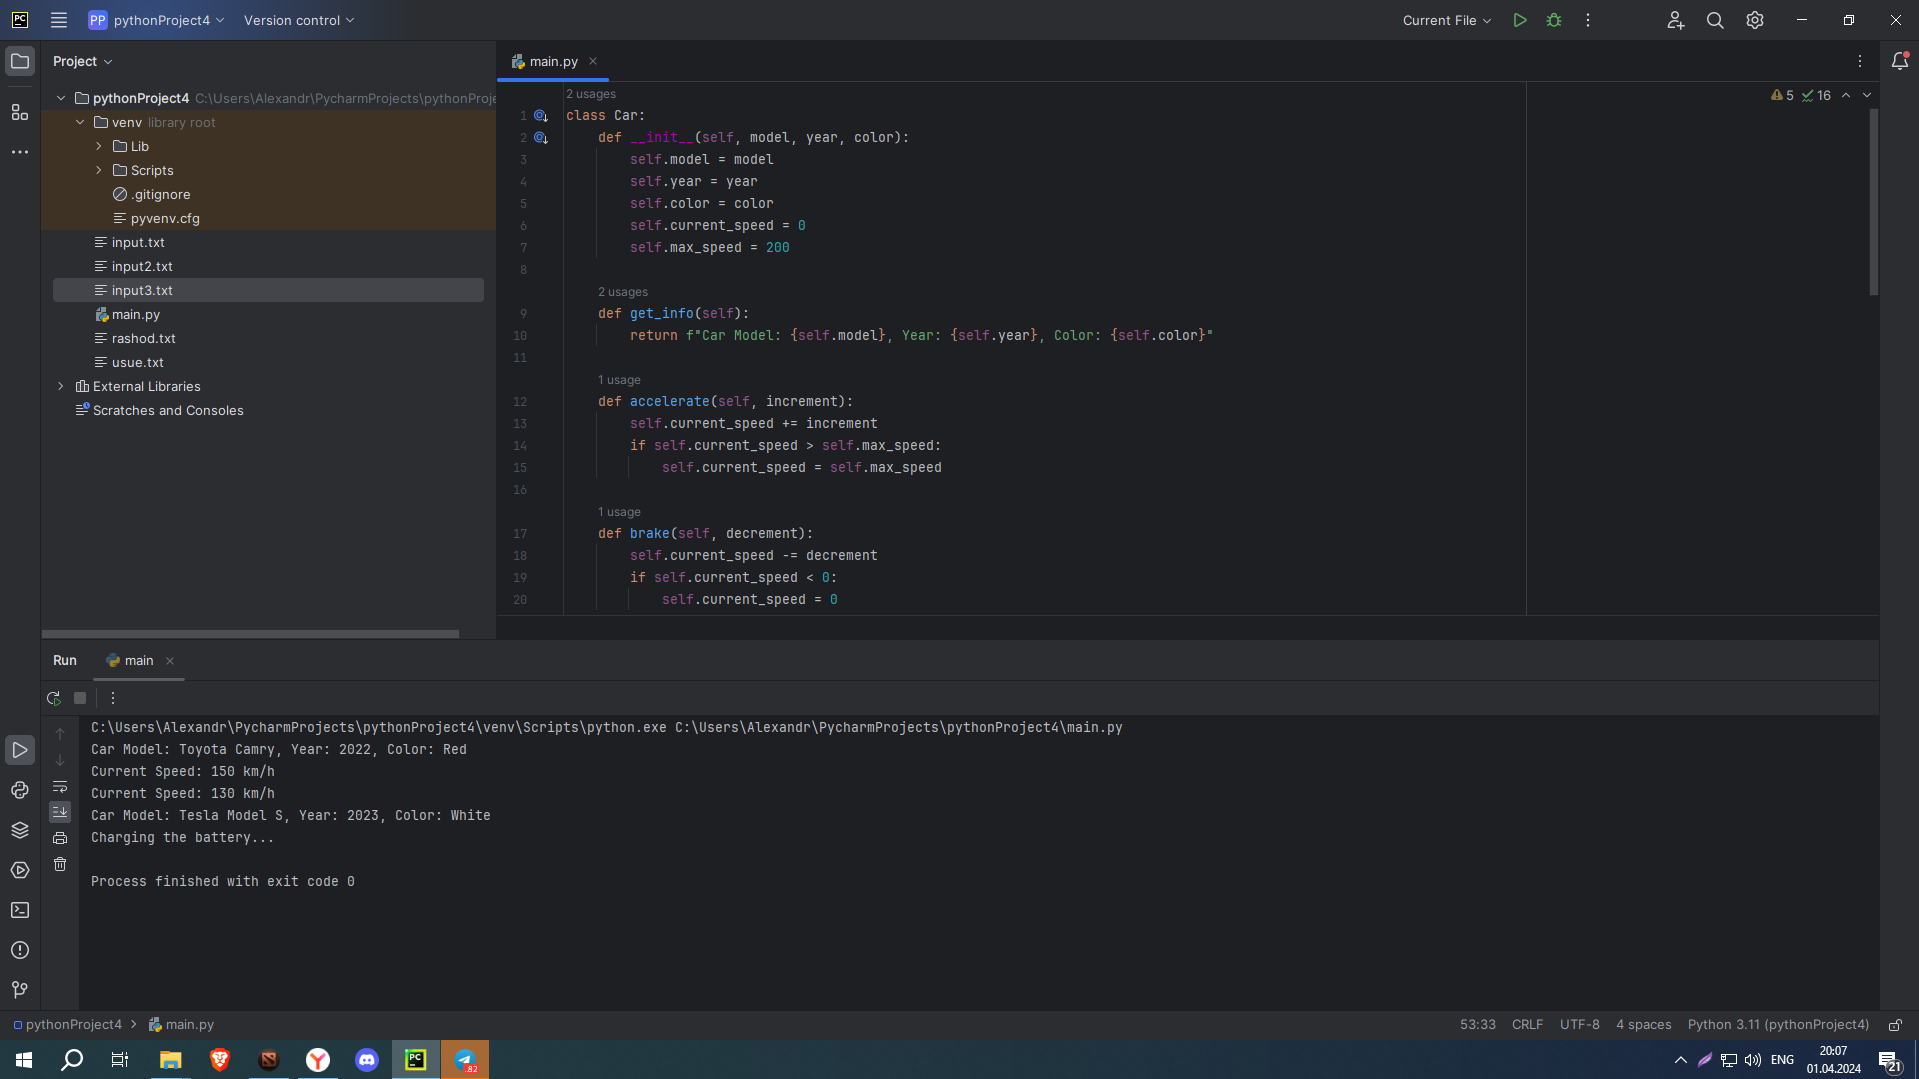 PC
PP pythonProject4
Version control
Current File
Project
main.py
pythonProject4 C:\Users\Alexandr\PycharmProjects\pythonProje
venv library root
Lib
Scripts
.gitignore
pyvenv.cfg
input.txt
input2.txt
input3.txt
main.py
rashod.txt
usue.txt
External Libraries
Scratches and Consoles
5 16
2 usages
1 class Car:
2 def __init__(self, model, year, color):
3 self.model = model
4 self.year = year
5 self.color = color
6 self.current_speed = 0
7 self.max_speed = 200
8
2 usages
9 def get_info(self):
10 return f"Car Model: {self.model}, Year: {self.year}, Color: {self.color}"
11
1 usage
12 def accelerate(self, increment):
13 self.current_speed += increment
14 if self.current_speed > self.max_speed:
15 self.current_speed = self.max_speed
16
1 usage
17 def brake(self, decrement):
18 self.current_speed -= decrement
19 if self.current_speed < 0:
20 self.current_speed = 0
Run main
C:\Users\Alexandr\PycharmProjects\pythonProject4\venv\Scripts\python.exe C:\Users\Alexandr\PycharmProjects\pythonProject4\main.py
Car Model: Toyota Camry, Year: 2022, Color: Red
Current Speed: 150 km/h
Current Speed: 130 km/h
Car Model: Tesla Model S, Year: 2023, Color: White
Charging the battery...
Process finished with exit code 0
pythonProject4 main.py
53:33 CRLF UTF-8 4 spaces Python 3.11 (pythonProject4)
PC
.82
ENG
20:07
01.04.2024
21